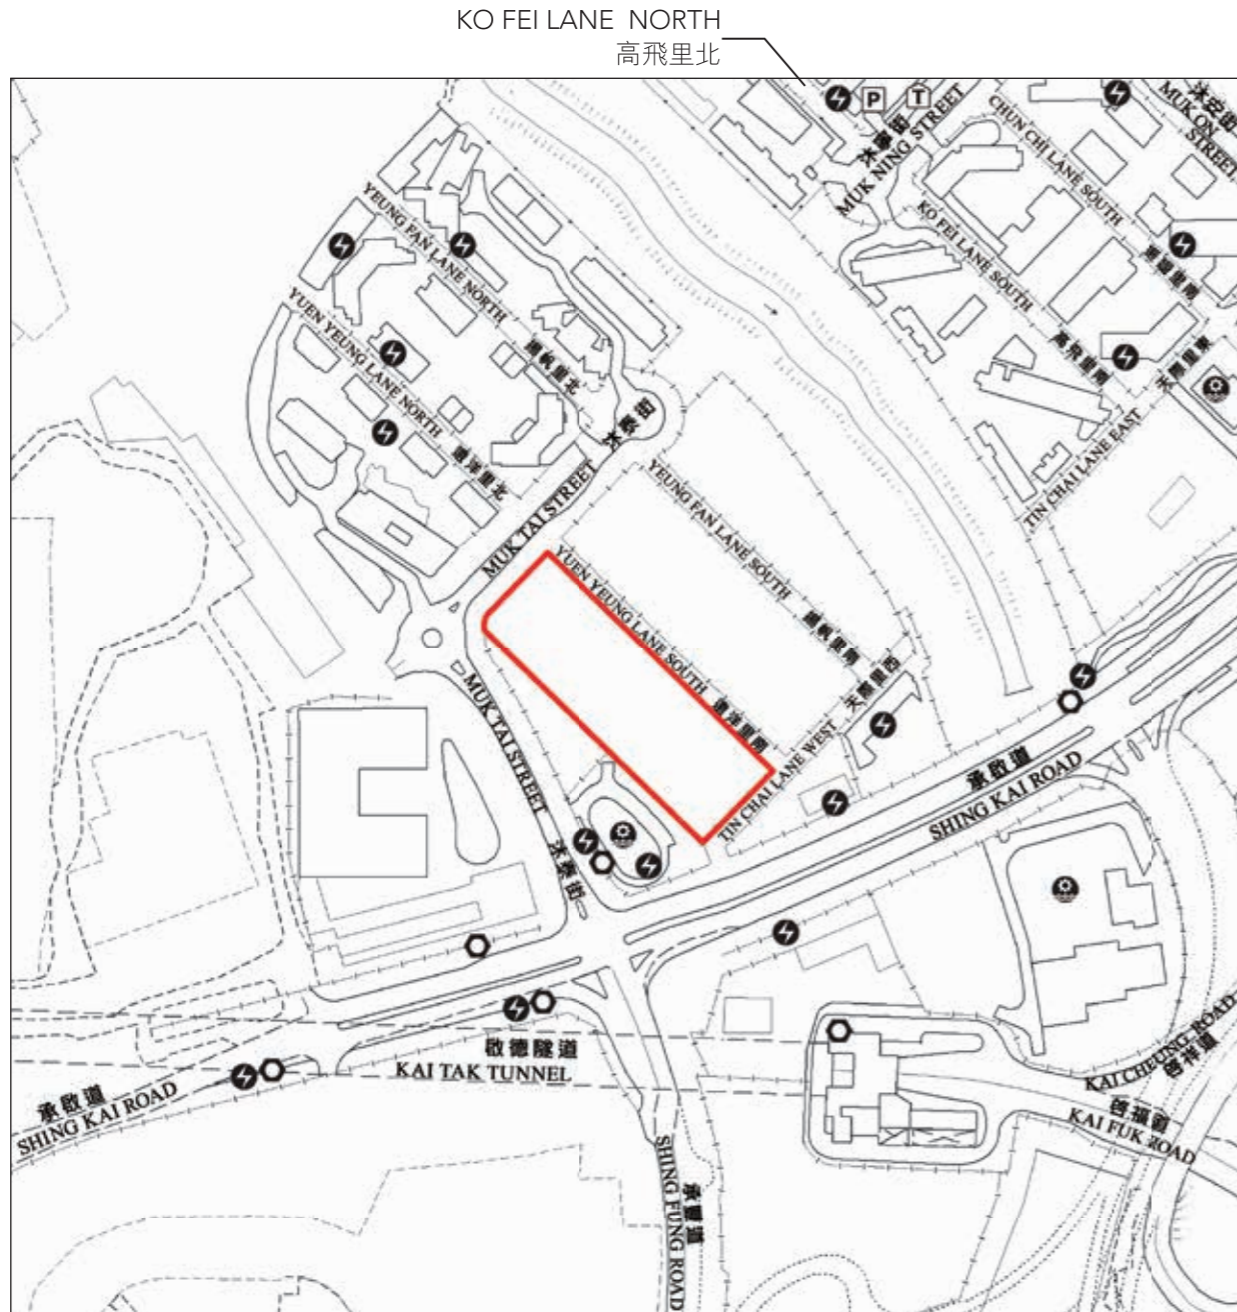 KO FEI LANE NORTH
高飛里北
P
T
沐安街
MUK ON
STREET
沐寧街
MUK NING STREET
CHUN CHI LANE SOUTH
KO FEI LANE SOUTH
高飛里南
YEUNG FAN LANE NORTH
揚帆里北
YUEN YEUNG LANE NORTH
遠洋里北
天際里東
TIN CHAI LANE EAST
沐泰街
MUK TAI STREET
YEUNG FAN LANE SOUTH
揚帆里南
YUEN YEUNG LANE SOUTH
遠洋里南
天際里西
TIN CHAI LANE WEST
MUK TAI STREET
沐泰街
承啟道
SHING KAI ROAD
啟德隧道
KAI TAK TUNNEL
承啟道
SHING KAI ROAD
KAI CHEUNG ROAD
啓祥道
啓福道
KAI FUK ROAD
承豐道
SHING FUNG ROAD